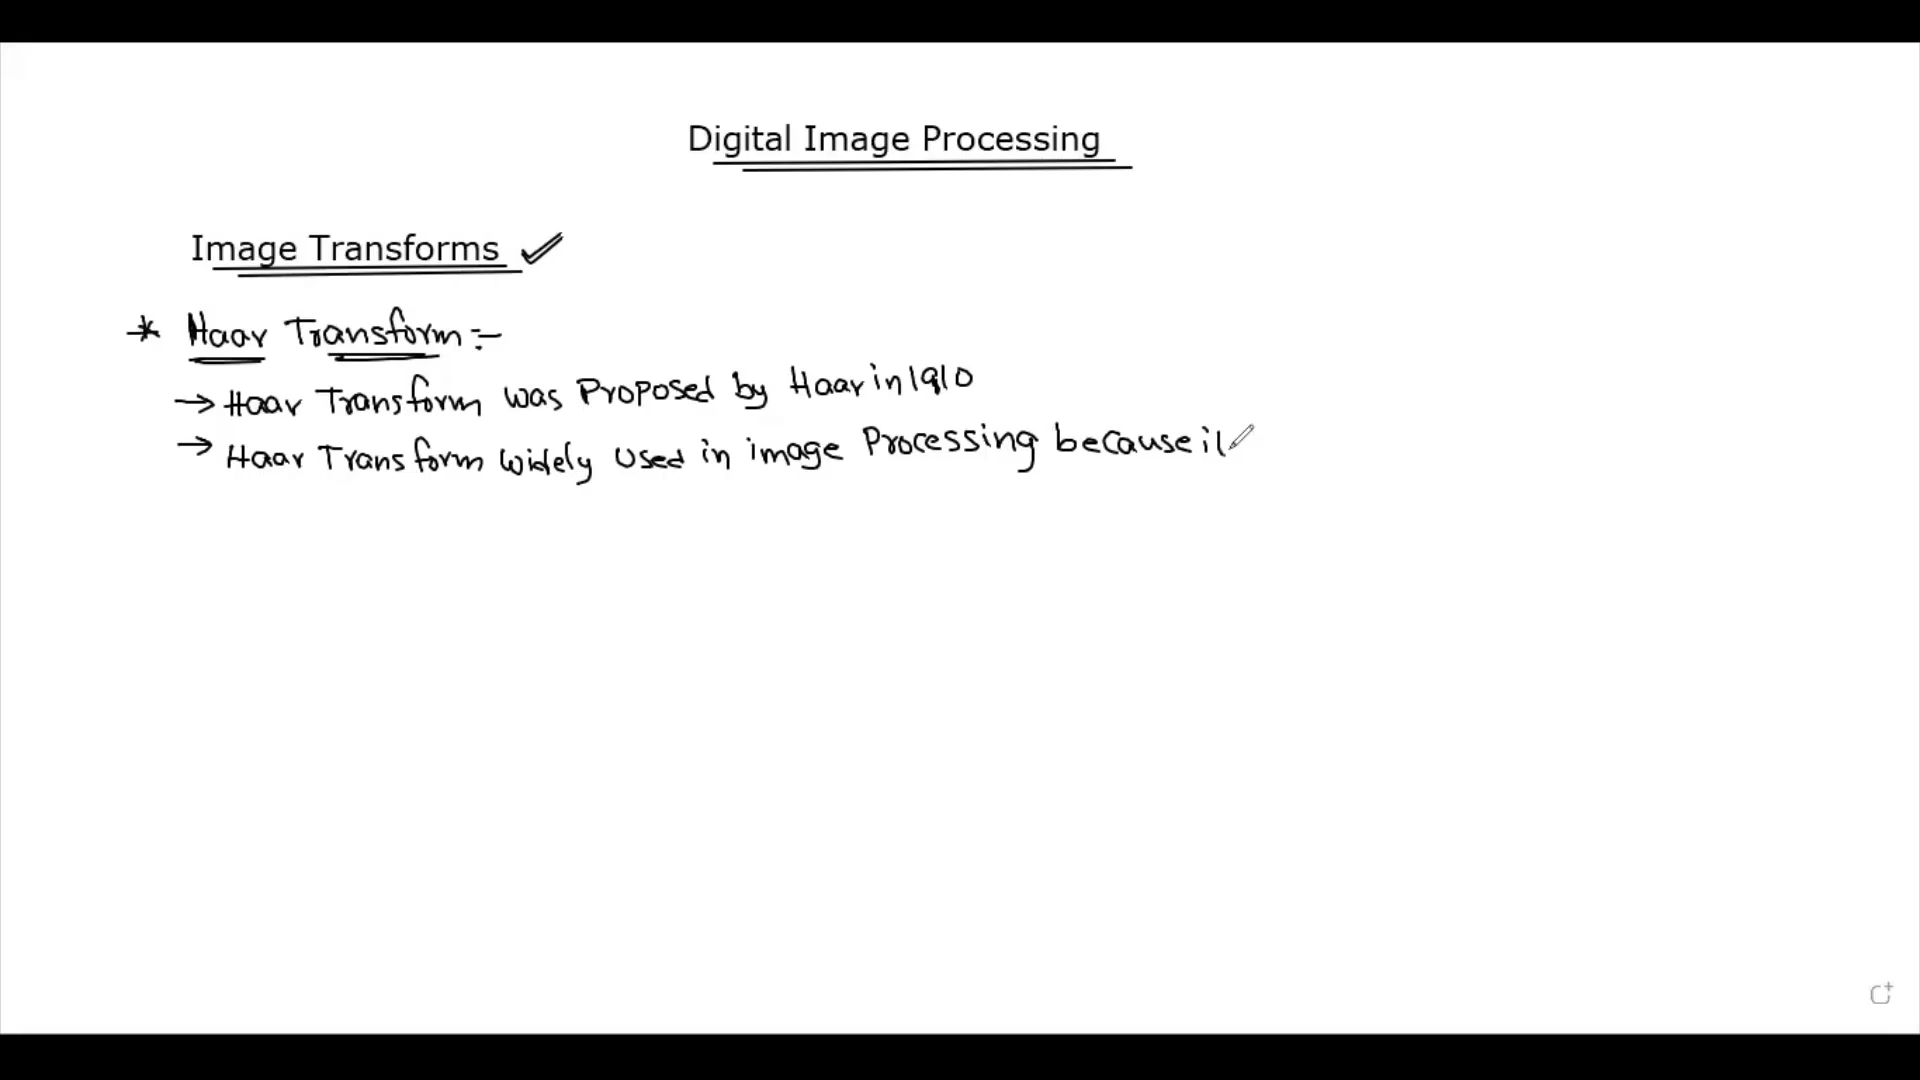 Digital Image Processing
Image Transforms ✓
* Haar Transform :-
→ Haar Transform was Proposed by Haar in 1910
→ Haar Transform widely used in image Processing because